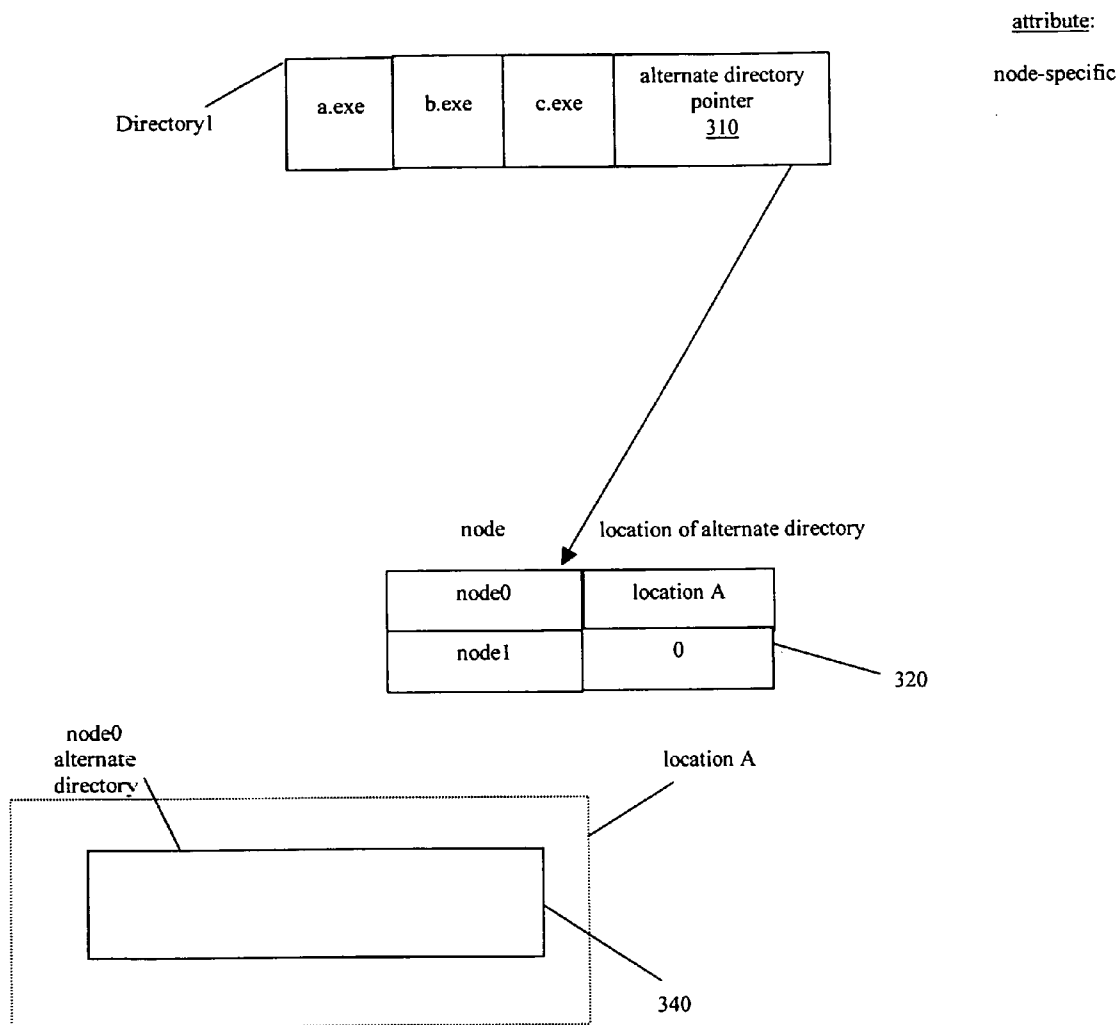 attribute:
node-specific
Directory1
a.exe
b.exe
c.exe
alternate directory
pointer
310
node
location of alternate directory
node0
location A
node1
0
320
node0
alternate
directory
location A
340